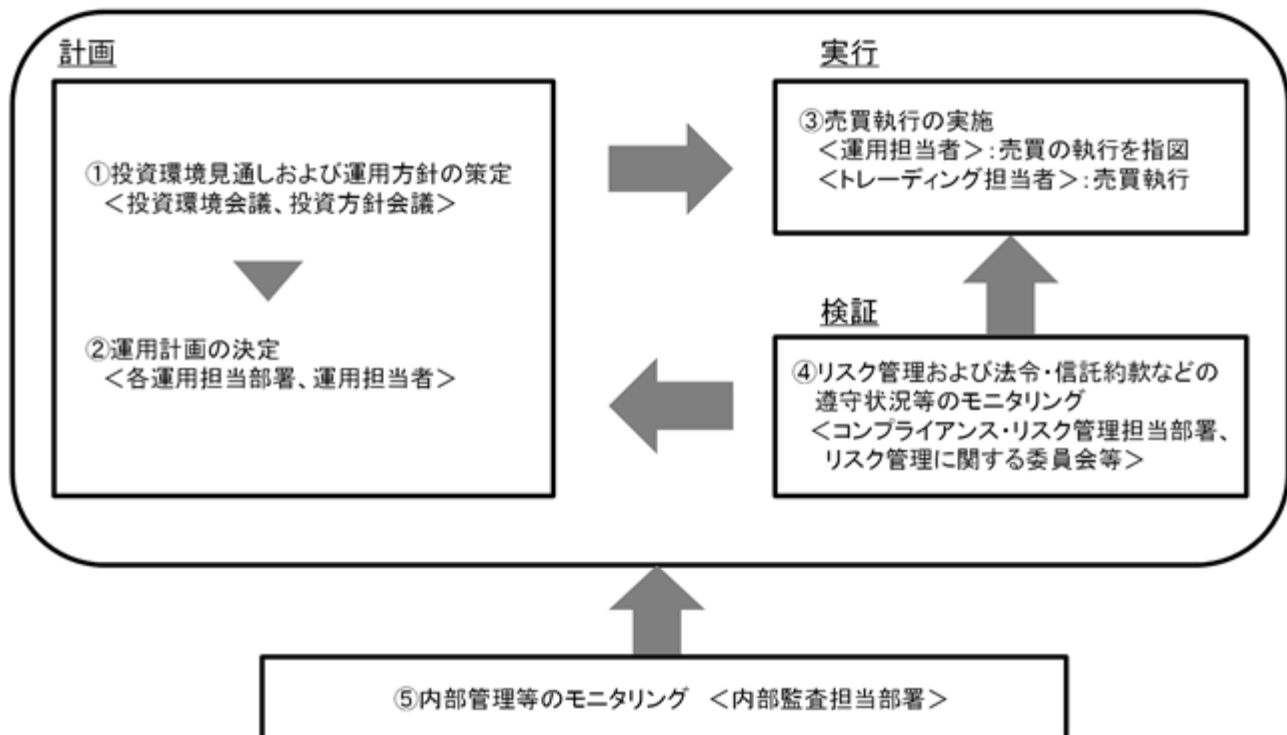 計画
①投資環境見通しおよび運用方針の策定
＜投資環境会議、投資方針会議＞
②運用計画の決定
＜各運用担当部署、運用担当者＞
実行
③売買執行の実施
＜運用担当者＞：売買の執行を指図
＜トレーディング担当者＞：売買執行
検証
④リスク管理および法令・信託約款などの
遵守状況等のモニタリング
＜コンプライアンス・リスク管理担当部署、
リスク管理に関する委員会等＞
⑤内部管理等のモニタリング　＜内部監査担当部署＞